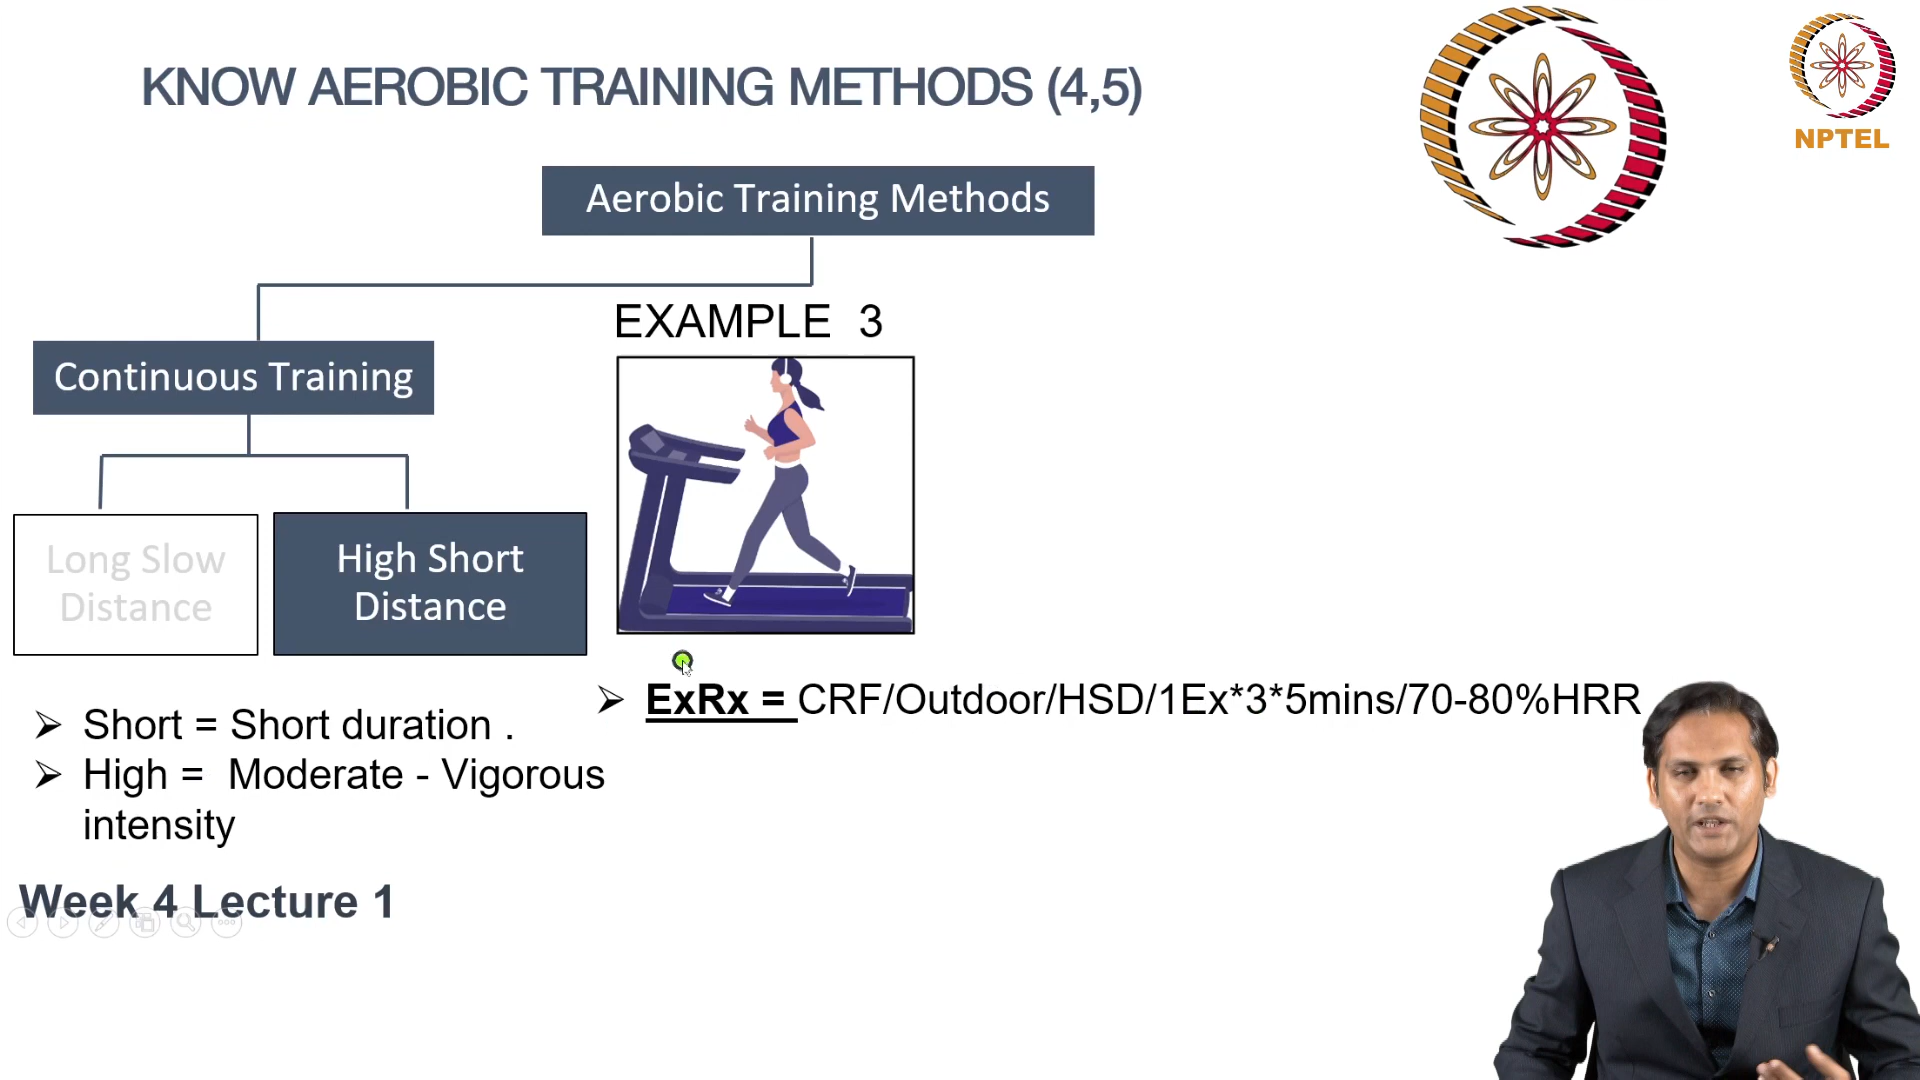 KNOW AEROBIC TRAINING METHODS (4,5)
NPTEL
Aerobic Training Methods
EXAMPLE 3
Continuous Training
Long Slow
Distance
High Short
Distance
➢ ExRx = CRF/Outdoor/HSD/1Ex*3*5mins/70-80%HRR
➢ Short = Short duration .
➢ High = Moderate - Vigorous
intensity
Week 4 Lecture 1